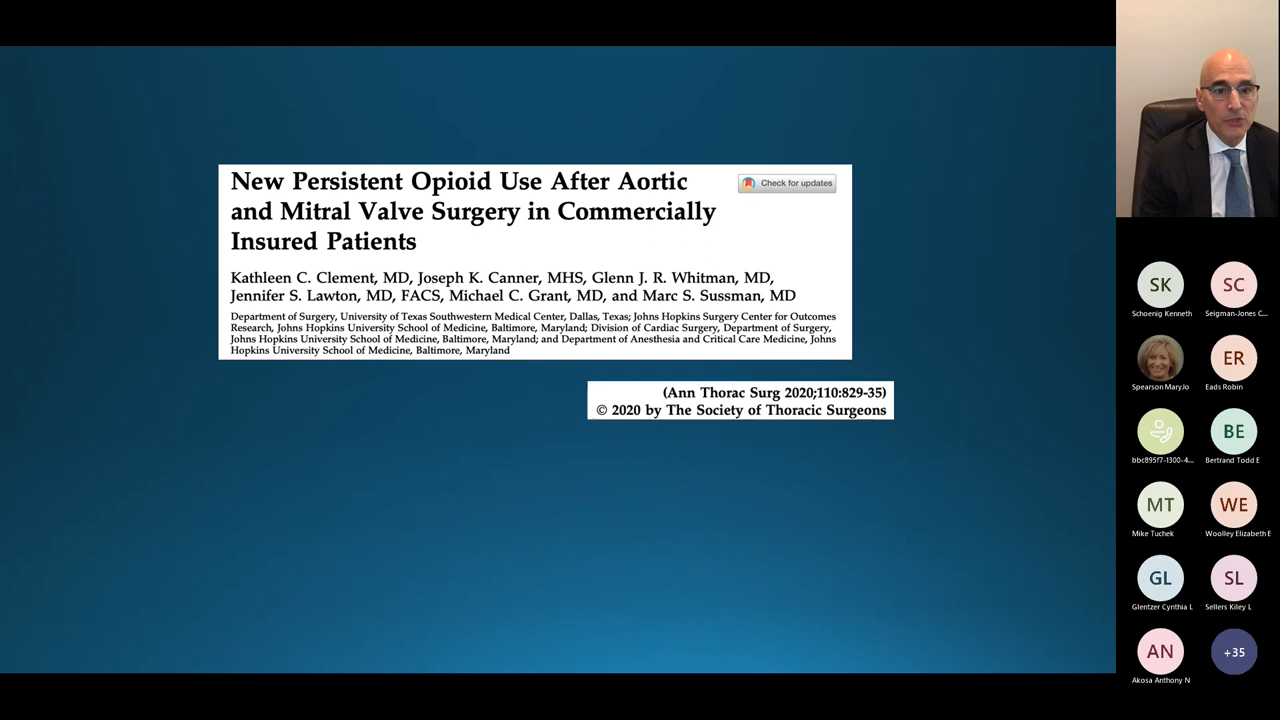 New Persistent Opioid Use After Aortic
and Mitral Valve Surgery in Commercially
Insured Patients
Check for updates
Kathleen C. Clement, MD, Joseph K. Canner, MHS, Glenn J. R. Whitman, MD,
Jennifer S. Lawton, MD, FACS, Michael C. Grant, MD, and Marc S. Sussman, MD
Department of Surgery, University of Texas Southwestern Medical Center, Dallas, Texas; Johns Hopkins Surgery Center for Outcomes
Research, Johns Hopkins University School of Medicine, Baltimore, Maryland; Division of Cardiac Surgery, Department of Surgery,
Johns Hopkins University School of Medicine, Baltimore, Maryland; and Department of Anesthesia and Critical Care Medicine, Johns
Hopkins University School of Medicine, Baltimore, Maryland
(Ann Thorac Surg 2020;110:829-35)
© 2020 by The Society of Thoracic Surgeons
SK
SC
Schoenig Kenneth
Seigman-Jones C...
ER
Spearson MaryJo
Eads Robin
BE
bbc895f7-1300-4...
Bertrand Todd E
MT
WE
Mike Tuchek
Woolley Elizabeth E
GL
SL
Glentzer Cynthia L
Sellers Kiley L
AN
+35
Akosa Anthony N